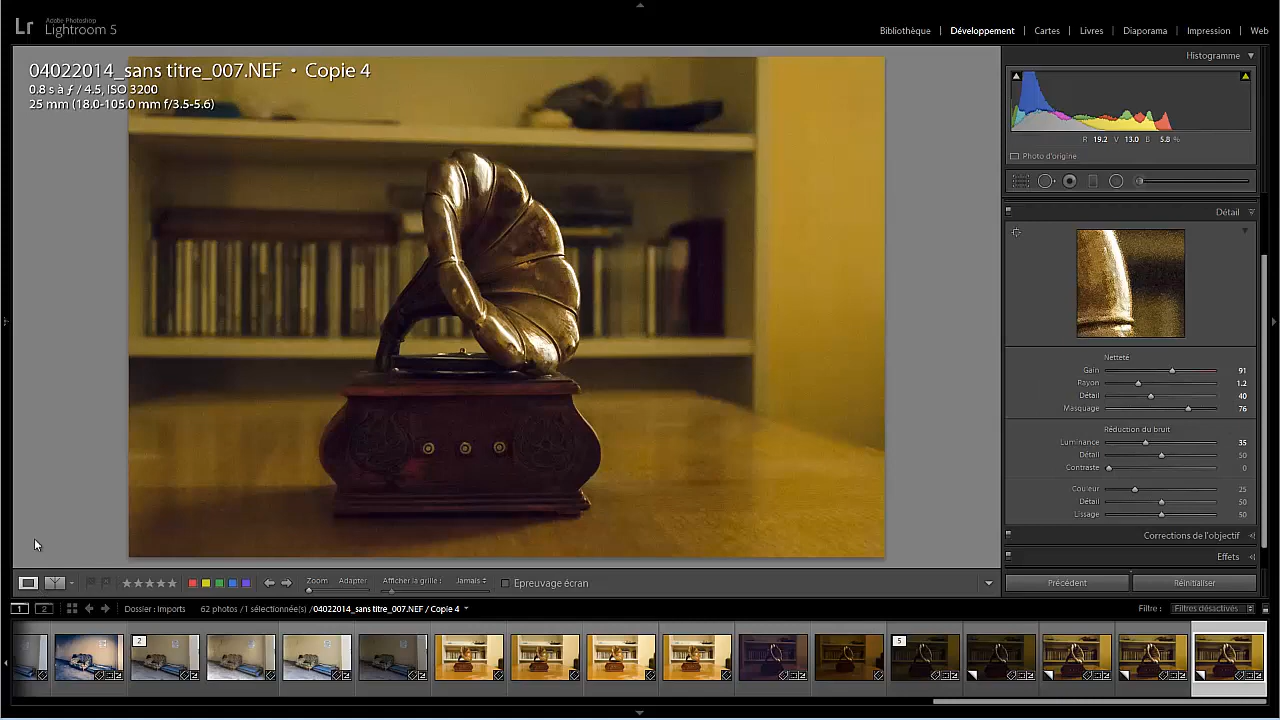 Lr Adobe Photoshop
Lightroom 5
Bibliothèque | Développement | Cartes | Livres | Diaporama | Impression | Web
04022014_sans titre_007.NEF • Copie 4
0.8 s à ƒ / 4.5, ISO 3200
25 mm (18.0-105.0 mm f/3.5-5.6)
Histogramme
R 19.2 V 13.0 B 5.8 %
Photo d'origine
Détail
Netteté
Gain 91
Rayon 1.2
Détail 40
Masquage 76
Réduction du bruit
Luminance 35
Détail 50
Contraste 0
Couleur 25
Détail 50
Lissage 50
Corrections de l'objectif
Effets
Zoom Adapter Afficher la grille : Jamais Epreuvage écran
Précédent Réinitialiser
1 2 Dossier : imports 62 photos /1 sélectionnée(s) /04022014_sans titre_007.NEF / Copie 4 Filtre : Filtres désactivés
2 5